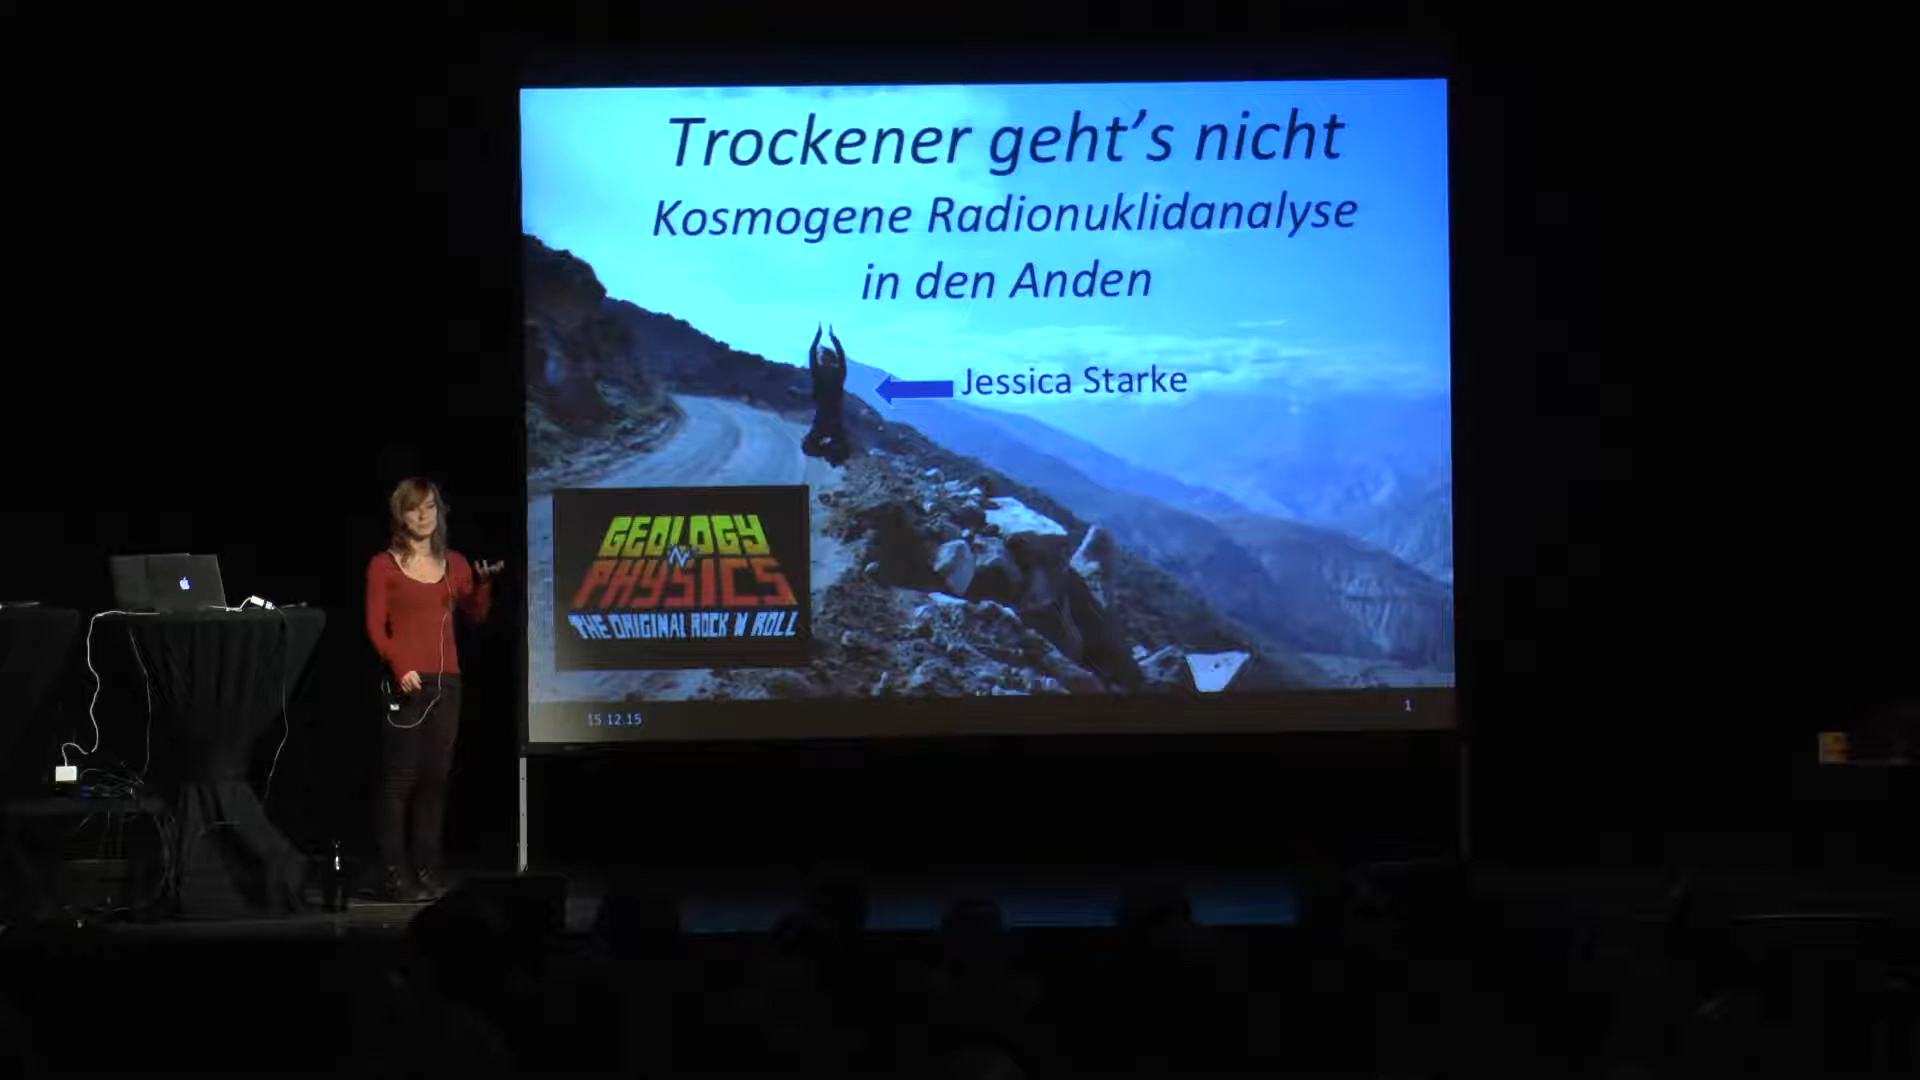 Trockener geht's nicht
Kosmogene Radionuklidanalyse
in den Anden
Jessica Starke
GEOLOGY
'N'
PHYSICS
THE ORIGINAL ROCK N ROLL
15.12.15
1